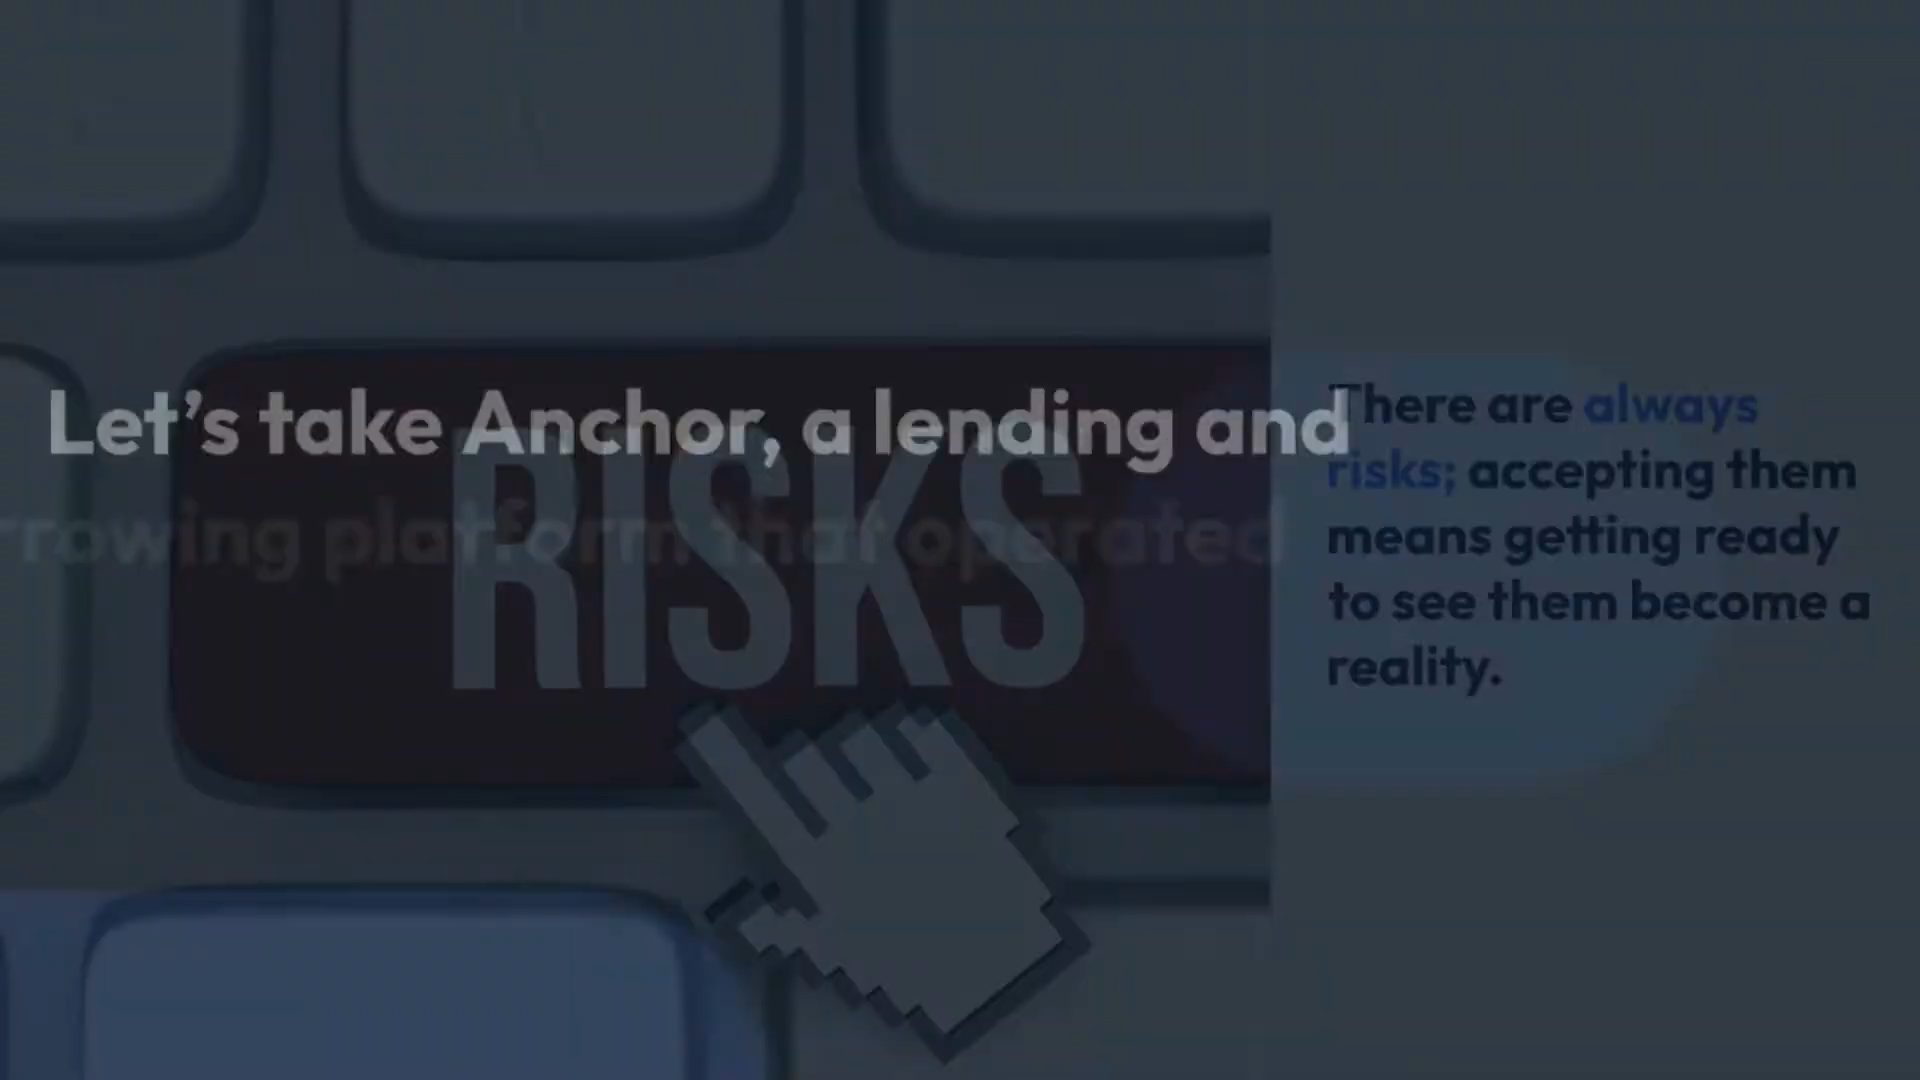 Let's take Anchor, a lending and
rrowing platform that operated
RISKS
There are always
risks; accepting them
means getting ready
to see them become a
reality.